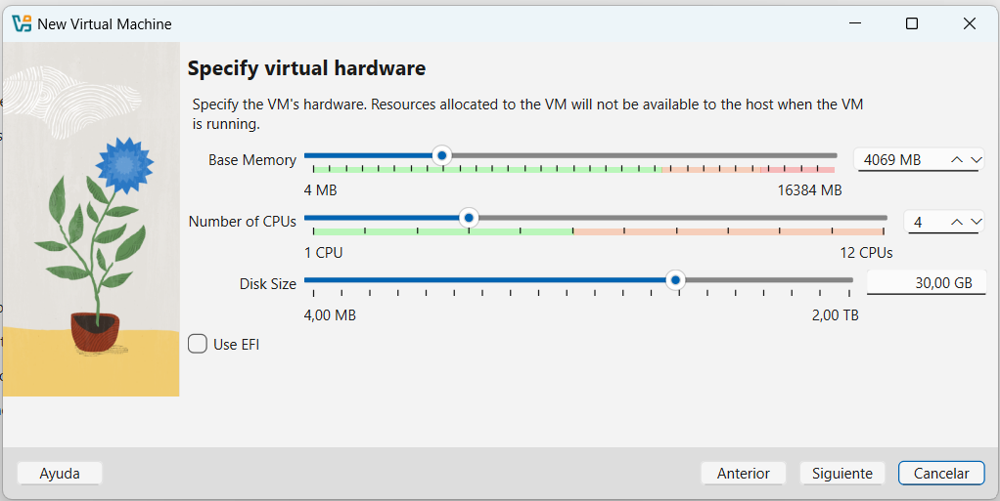 New Virtual Machine
Specify virtual hardware
Specify the VM's hardware. Resources allocated to the VM will not be available to the host when the VM
is running.
Base Memory
4069 MB
4 MB
16384 MB
Number of CPUs
4
1 CPU
12 CPUs
Disk Size
30,00 GB
4,00 MB
2,00 TB
Use EFI
Ayuda
Anterior
Siguiente
Cancelar